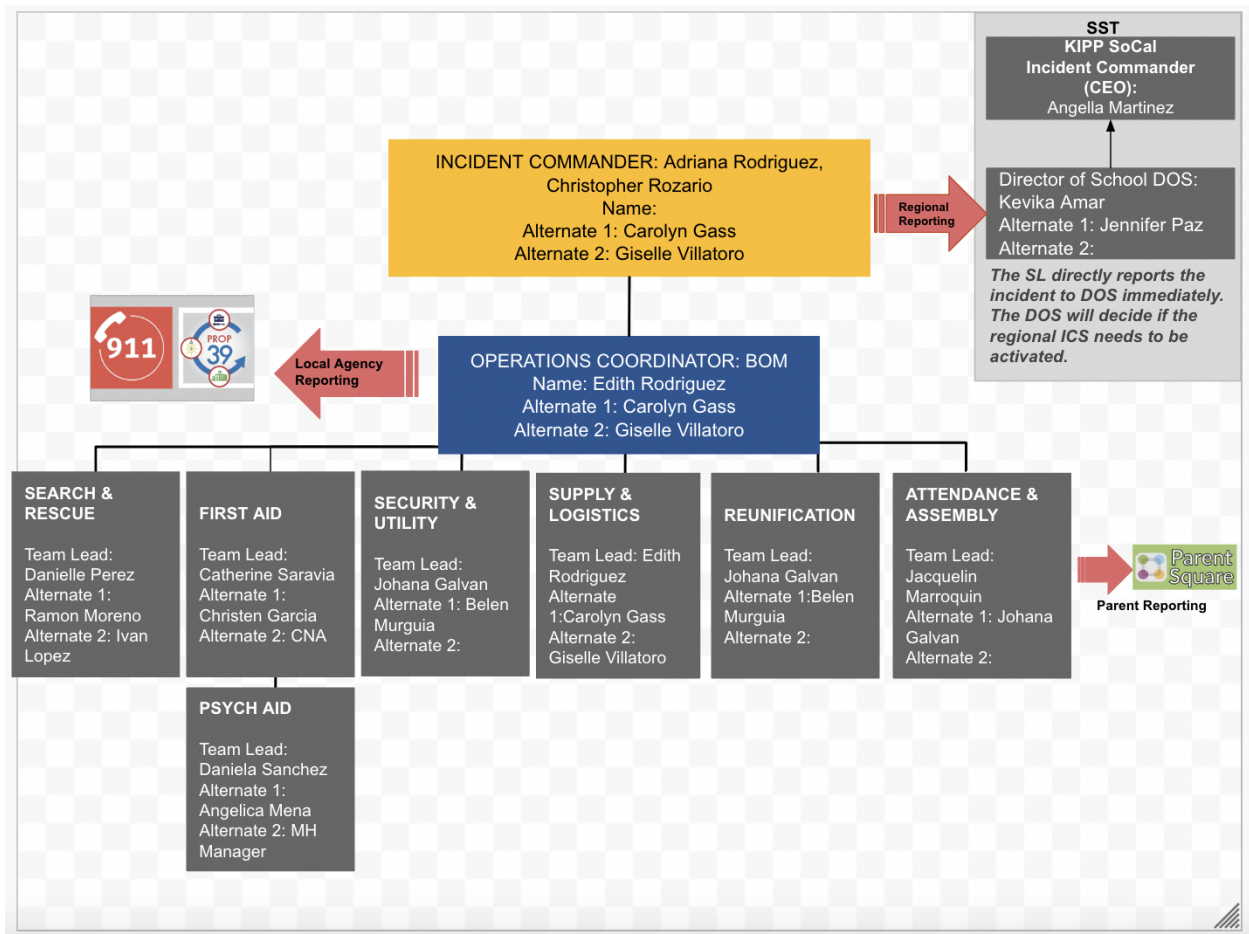 SST
KIPP SoCal
Incident Commander
(CEO):
Angella Martinez
INCIDENT COMMANDER: Adriana Rodriguez,
Christopher Rozario
Name:
Alternate 1: Carolyn Gass
Alternate 2: Giselle Villatoro
Regional
Reporting
Director of School DOS:
Kevika Amar
Alternate 1: Jennifer Paz
Alternate 2:
The SL directly reports the
incident to DOS immediately.
The DOS will decide if the
regional ICS needs to be
activated.
911
PROP
39
Local Agency
Reporting
OPERATIONS COORDINATOR: BOM
Name: Edith Rodriguez
Alternate 1: Carolyn Gass
Alternate 2: Giselle Villatoro
SEARCH &
RESCUE
Team Lead:
Danielle Perez
Alternate 1:
Ramon Moreno
Alternate 2: Ivan
Lopez
FIRST AID
Team Lead:
Catherine Saravia
Alternate 1:
Christen Garcia
Alternate 2: CNA
SECURITY &
UTILITY
Team Lead:
Johana Galvan
Alternate 1: Belen
Murguia
Alternate 2:
SUPPLY &
LOGISTICS
Team Lead: Edith
Rodriguez
Alternate
1:Carolyn Gass
Alternate 2:
Giselle Villatoro
REUNIFICATION
Team Lead:
Johana Galvan
Alternate 1:Belen
Murguia
Alternate 2:
ATTENDANCE &
ASSEMBLY
Team Lead:
Jacquelin
Marroquin
Alternate 1: Johana
Galvan
Alternate 2:
Parent
Square
Parent Reporting
PSYCH AID
Team Lead:
Daniela Sanchez
Alternate 1:
Angelica Mena
Alternate 2: MH
Manager